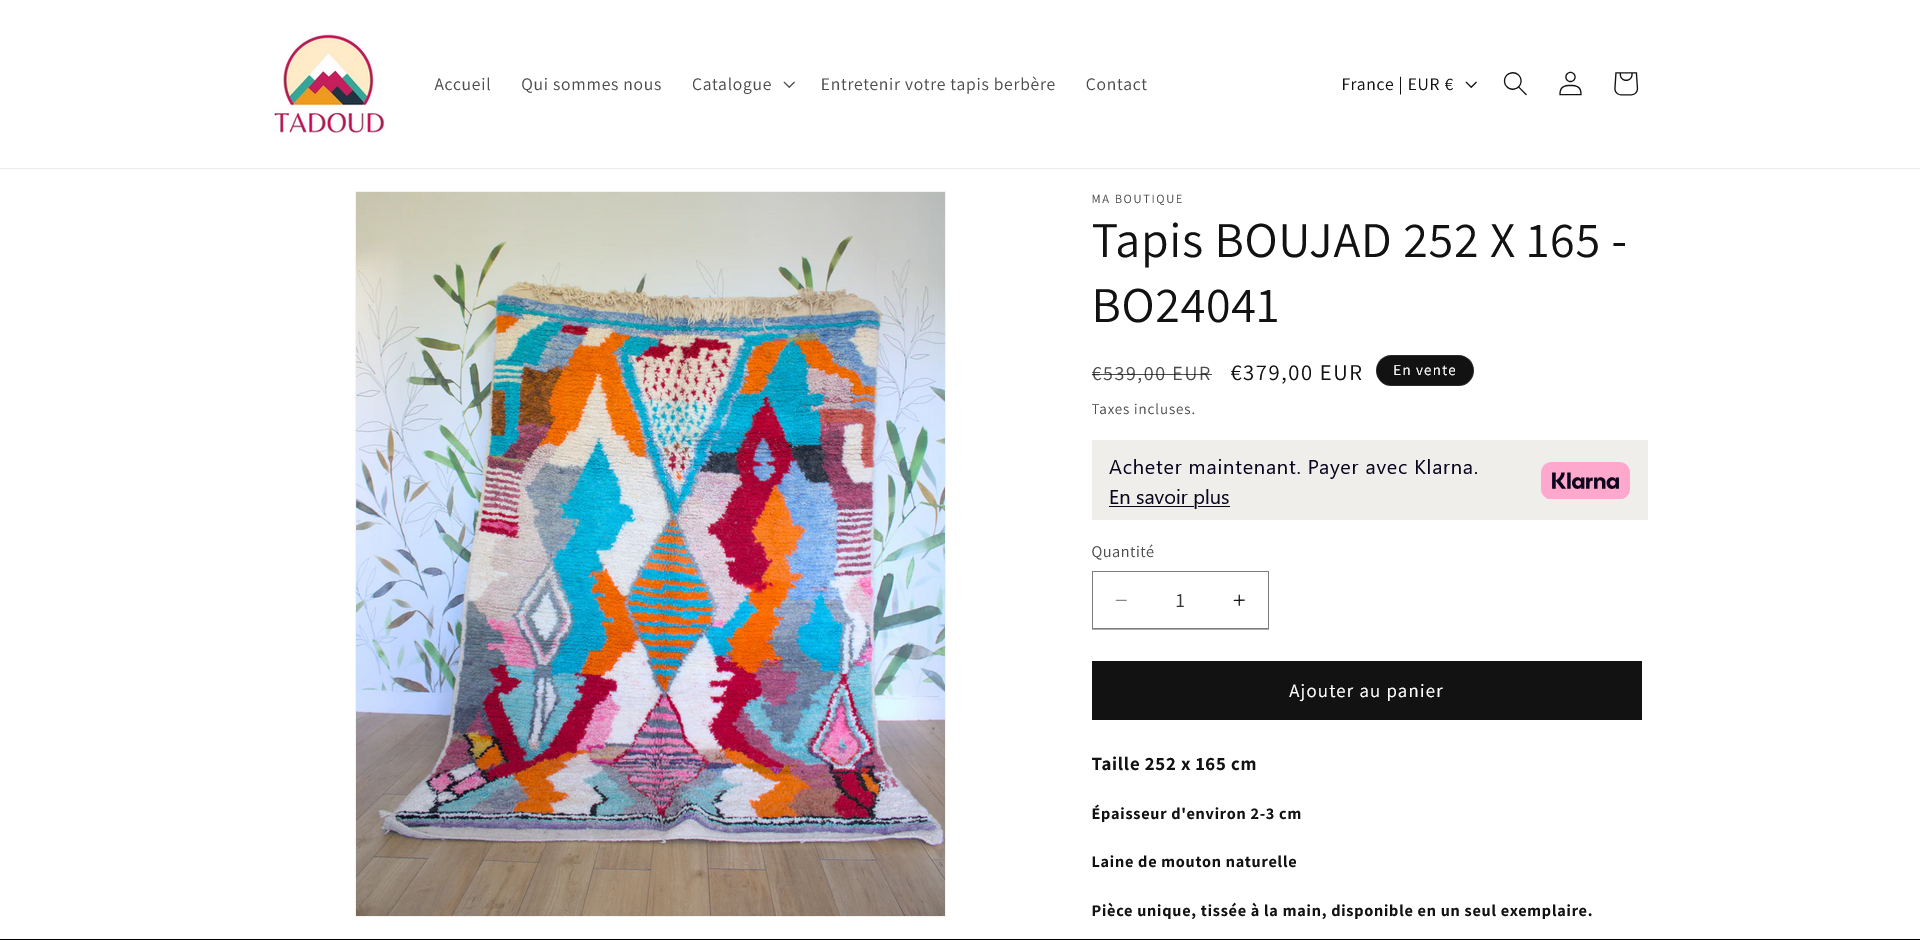 TADOUD
Accueil
Qui sommes nous
Catalogue
Entretenir votre tapis berbère
Contact
France | EUR €
MA BOUTIQUE
Tapis BOUJAD 252 X 165 -
BO24041
€539,00 EUR €379,00 EUR En vente
Taxes incluses.
Acheter maintenant. Payer avec Klarna.
En savoir plus
Klarna
Quantité
1
Ajouter au panier
Taille 252 x 165 cm
Épaisseur d'environ 2-3 cm
Laine de mouton naturelle
Pièce unique, tissée à la main, disponible en un seul exemplaire.